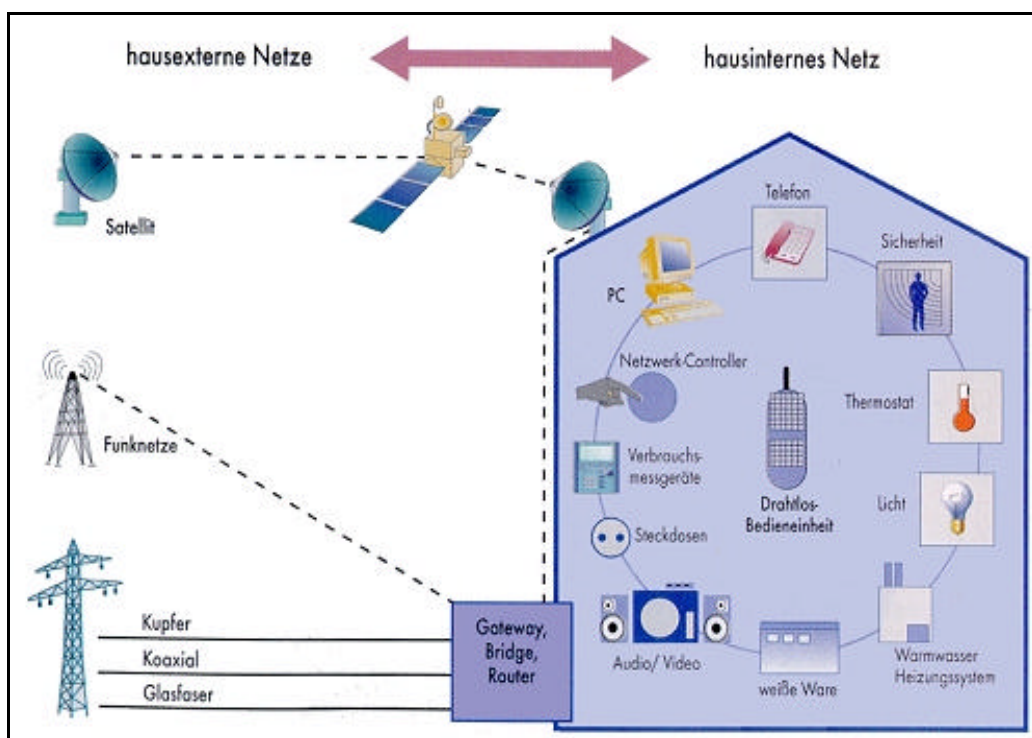 hausexterne Netze
hausinternes Netz
Satellit
Funknetze
Kupfer
Koaxial
Glasfaser
Gateway,
Bridge,
Router
Telefon
Sicherheit
PC
Netzwerk-Controller
Thermostat
Verbrauchs-
messgeräte
Drahtlos-
Bedieneinheit
Licht
Steckdosen
Audio/ Video
weiße Ware
Warmwasser
Heizungssystem